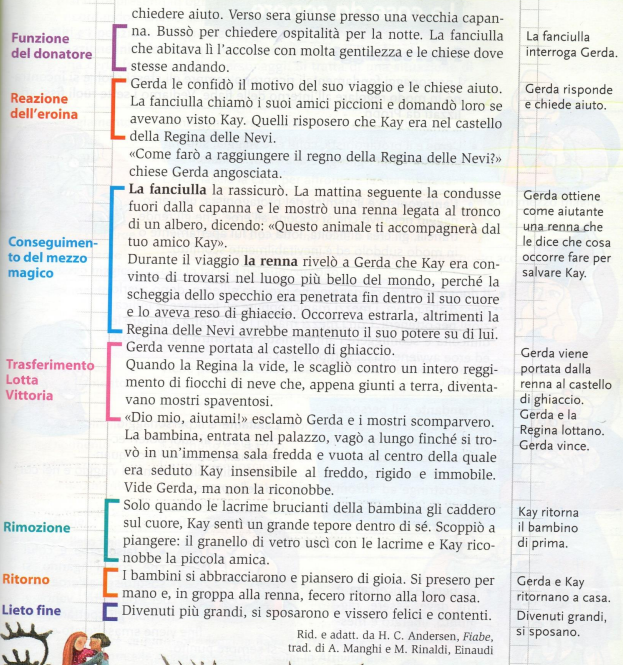 chiedere aiuto. Verso sera giunse presso una vecchia capan-
na. Bussò per chiedere ospitalità per la notte. La fanciulla
che abitava lì l'accolse con molta gentilezza e le chiese dove
stesse andando.
Funzione
del donatore
La fanciulla
interroga Gerda.
Gerda le confidò il motivo del suo viaggio e le chiese aiuto.
La fanciulla chiamò i suoi amici piccioni e domandò loro se
avevano visto Kay. Quelli risposero che Kay era nel castello
della Regina delle Nevi.
«Come farò a raggiungere il regno della Regina delle Nevi?»
chiese Gerda angosciata.
Reazione
dell'eroina
Gerda risponde
e chiede aiuto.
La fanciulla la rassicurò. La mattina seguente la condusse
fuori dalla capanna e le mostrò una renna legata al tronco
di un albero, dicendo: «Questo animale ti accompagnerà dal
tuo amico Kay».
Durante il viaggio la renna rivelò a Gerda che Kay era con-
vinto di trovarsi nel luogo più bello del mondo, perché la
scheggia dello specchio era penetrata fin dentro il suo cuore
e lo aveva reso di ghiaccio. Occorreva estrarla, altrimenti la
Regina delle Nevi avrebbe mantenuto il suo potere su di lui.
Conseguimen-
to del mezzo
magico
Gerda ottiene
come aiutante
una renna che
le dice che cosa
occorre fare per
salvare Kay.
Gerda venne portata al castello di ghiaccio.
Quando la Regina la vide, le scagliò contro un intero reggi-
mento di fiocchi di neve che, appena giunti a terra, diventa-
vano mostri spaventosi.
«Dio mio, aiutami!» esclamò Gerda e i mostri scomparvero.
La bambina, entrata nel palazzo, vagò a lungo finché si tro-
vò in un'immensa sala fredda e vuota al centro della quale
era seduto Kay insensibile al freddo, rigido e immobile.
Vide Gerda, ma non la riconobbe.
Trasferimento
Lotta
Vittoria
Gerda viene
portata dalla
renna al castello
di ghiaccio.
Gerda e la
Regina lottano.
Gerda vince.
Solo quando le lacrime brucianti della bambina gli caddero
sul cuore, Kay sentì un grande tepore dentro di sé. Scoppiò a
piangere: il granello di vetro uscì con le lacrime e Kay rico-
nobbe la piccola amica.
Rimozione
Kay ritorna
il bambino
di prima.
I bambini si abbracciarono e piansero di gioia. Si presero per
mano e, in groppa alla renna, fecero ritorno alla loro casa.
Ritorno
Gerda e Kay
ritornano a casa.
Divenuti più grandi, si sposarono e vissero felici e contenti.
Lieto fine
Divenuti grandi,
si sposano.
Rid. e adatt. da H. C. Andersen, Fiabe,
trad. di A. Manghi e M. Rinaldi, Einaudi